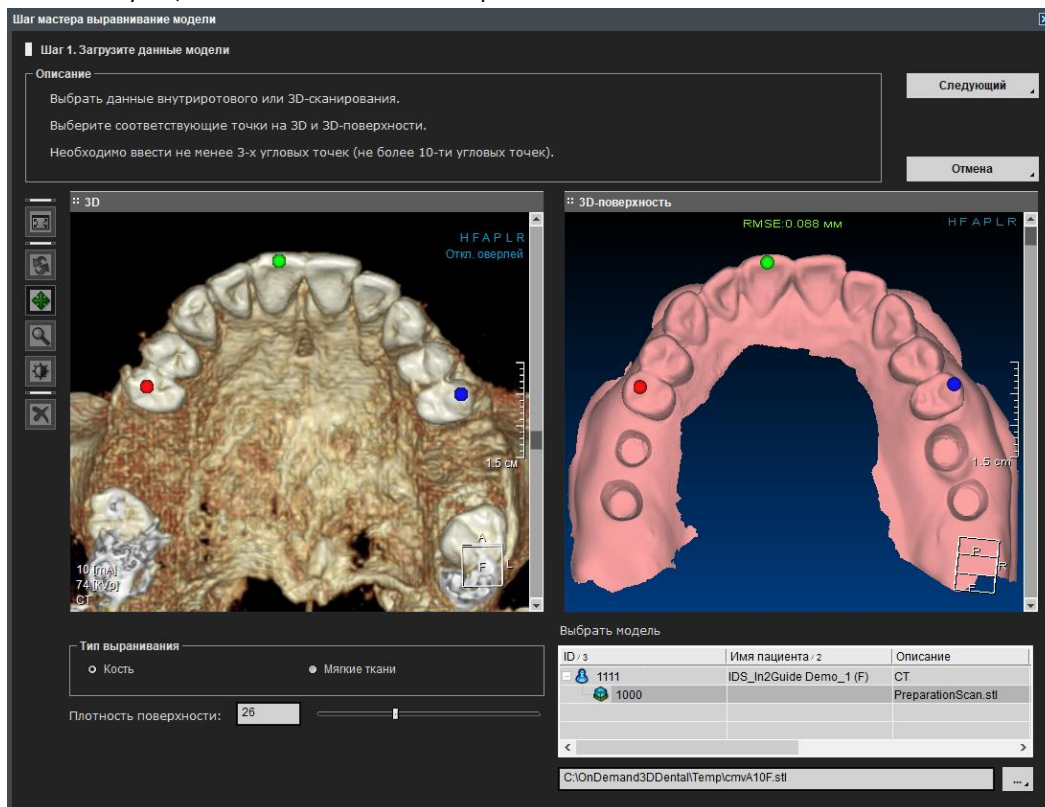 Шаг мастера выравнивание модели
Шаг 1. Загрузите данные модели
Описание
Выбрать данные внутриротового или 3D-сканирования.
Выберите соответствующие точки на 3D и 3D-поверхности.
Необходимо ввести не менее 3-х угловых точек (не более 10-ти угловых точек).
Следующий
Отмена
3D
H F A P L R
Откл. оверлей
1.5 см
A
F
L
10 [mA]
74 [kVp]
CT
3D-поверхность
RMSE:0.088 мм
H F A P L R
1.5 cm
P
R
F
Тип выранивания
Кость
Мягкие ткани
Плотность поверхности:
26
Выбрать модель
ID / 3 Имя пациента / 2 Описание
1111 IDS_In2Guide Demo_1 (F) CT
1000 PreparationScan.stl
C:\OnDemand3DDental\Temp\cmvA10F.stl
...